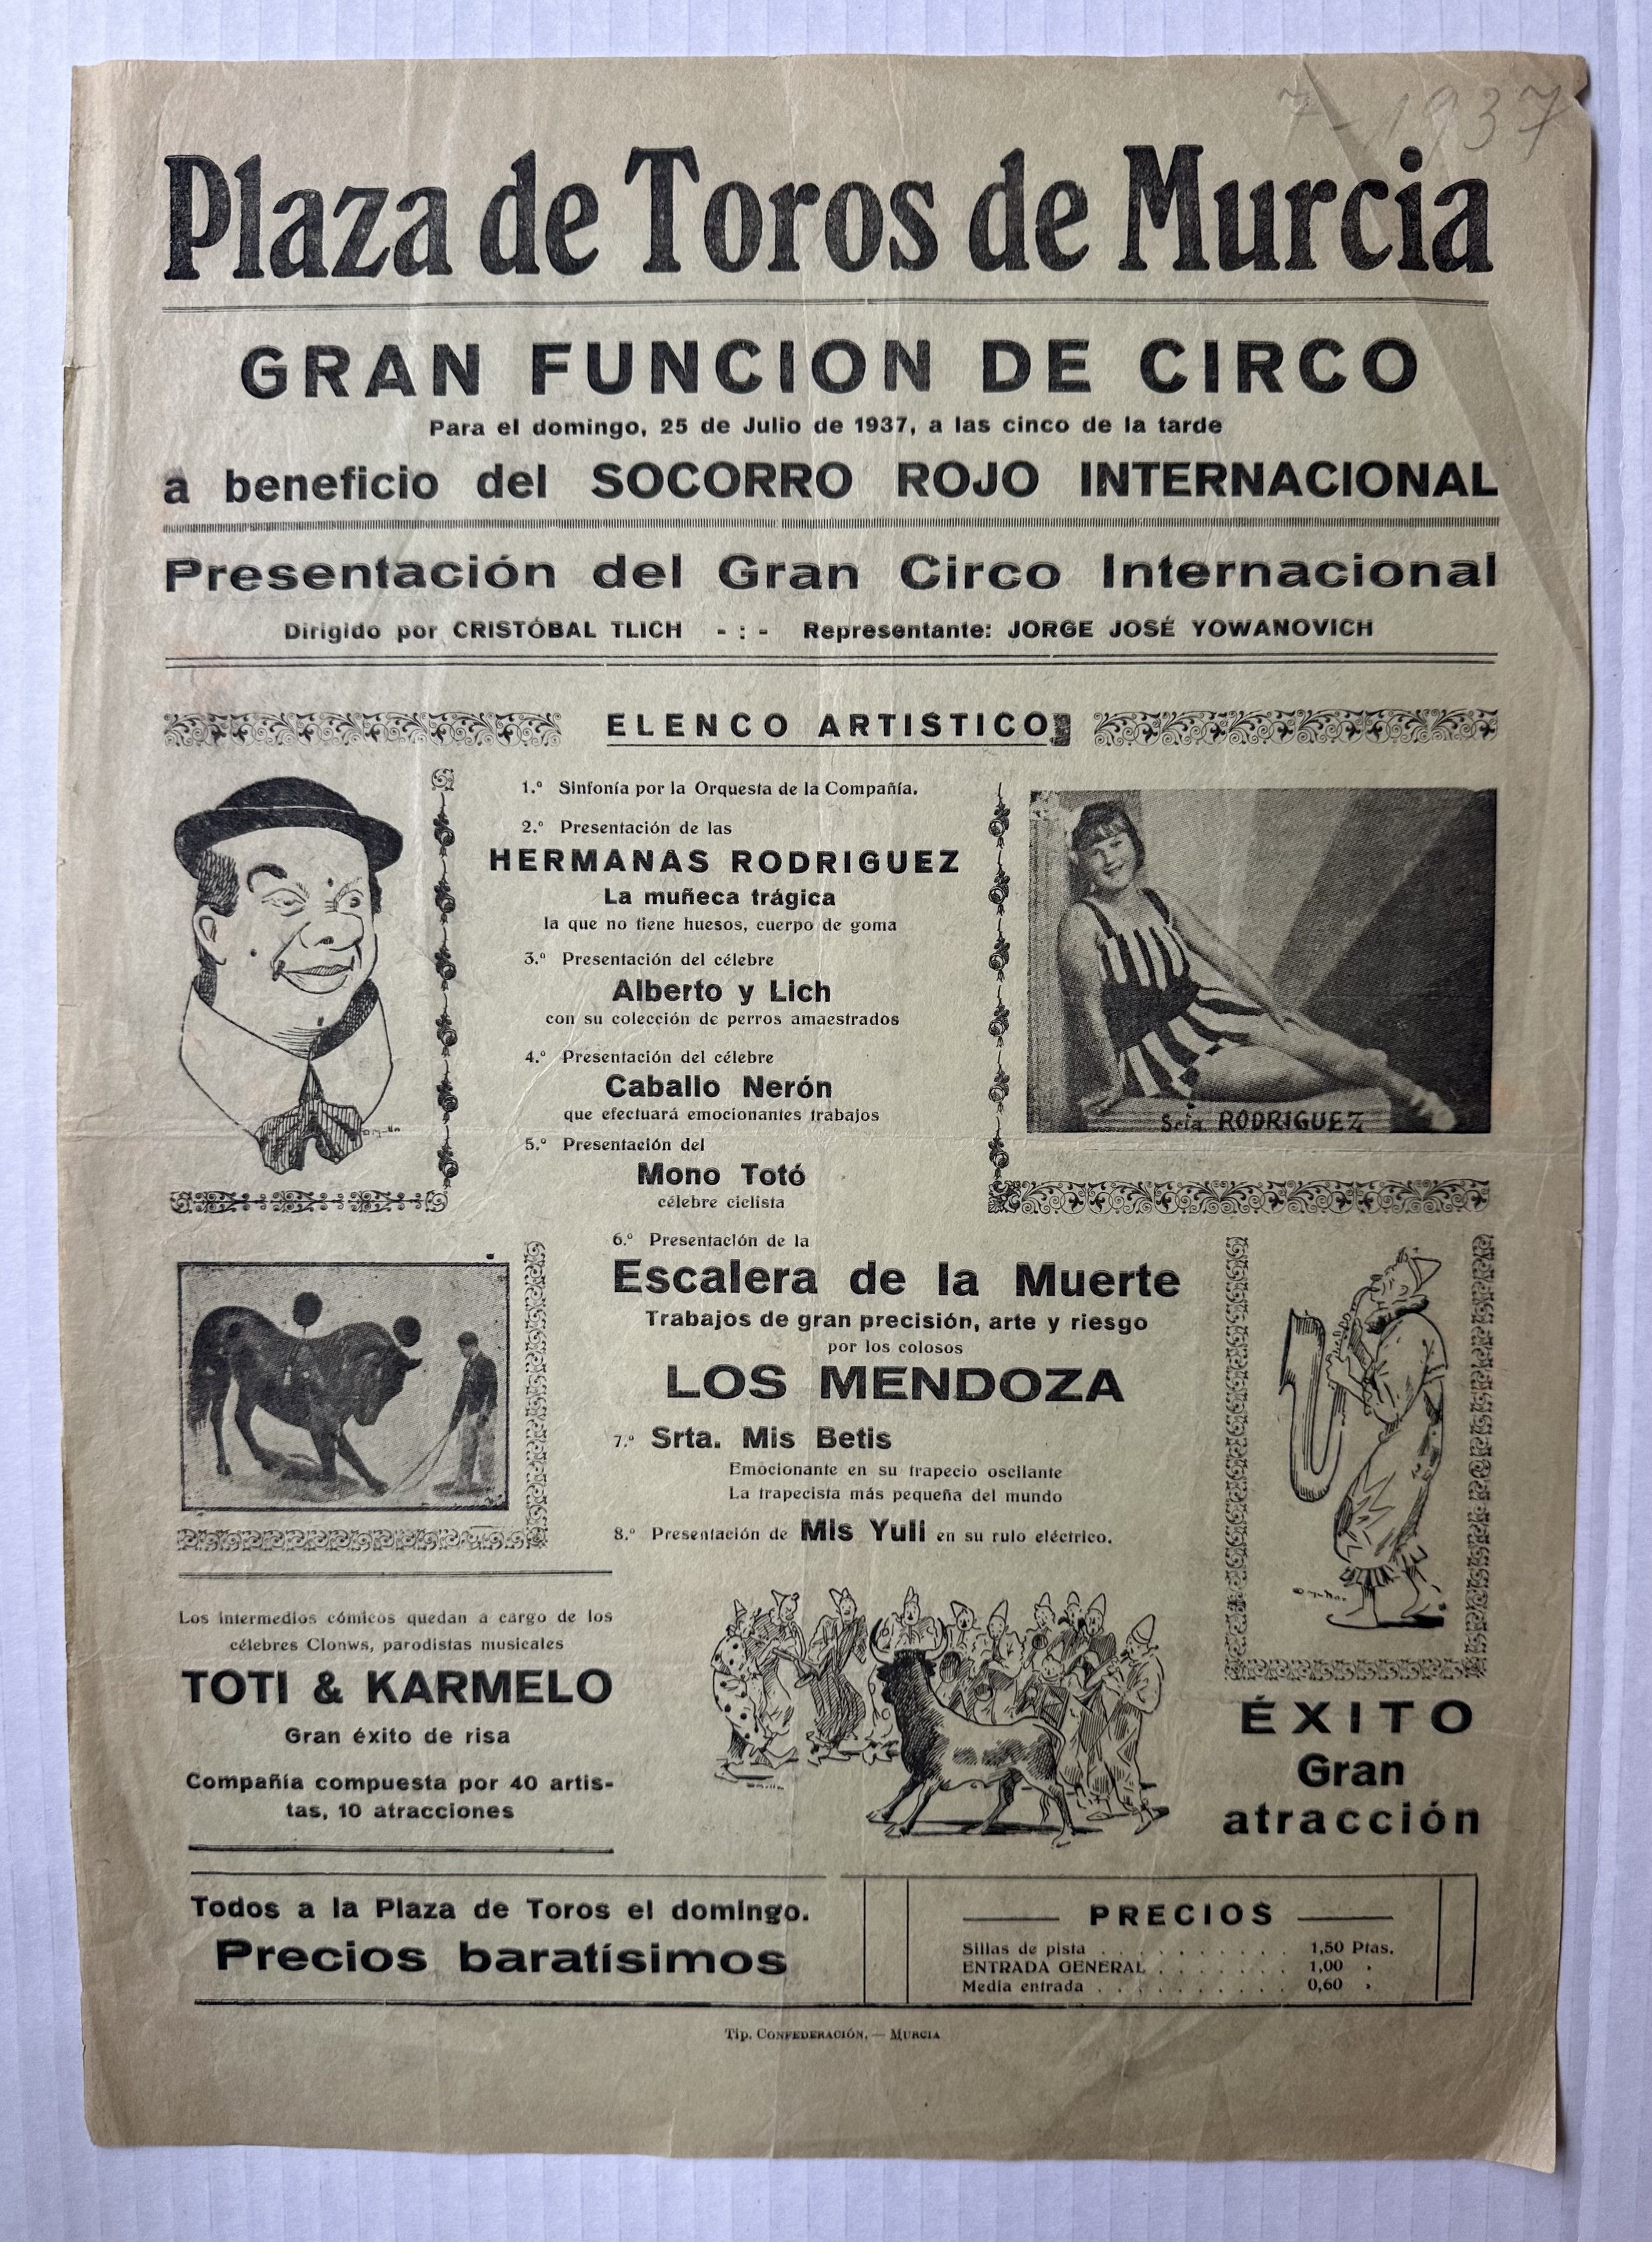 7-1937
Plaza de Toros de Murcia
GRAN FUNCION DE CIRCO
Para el domingo, 25 de Julio de 1937, a las cinco de la tarde
a beneficio del SOCORRO ROJO INTERNACIONAL
Presentación del Gran Circo Internacional
Dirigido por CRISTÓBAL TLICH - : - Representante: JORGE JOSÉ YOWANOVICH
ELENCO ARTISTICO
1.º Sinfonía por la Orquesta de la Compañía.
2.º Presentación de las
HERMANAS RODRIGUEZ
La muñeca trágica
la que no tiene huesos, cuerpo de goma
3.º Presentación del célebre
Alberto y Lich
con su colección de perros amaestrados
4.º Presentación del célebre
Caballo Nerón
que efectuará emocionantes trabajos
5.º Presentación del
Mono Totó
célebre ciclista
Srta. RODRIGUEZ
6.º Presentación de la
Escalera de la Muerte
Trabajos de gran precisión, arte y riesgo
por los colosos
LOS MENDOZA
7.º Srta. Mis Betis
Emocionante en su trapecio oscilante
La trapecista más pequeña del mundo
8.º Presentación de Mis Yuli en su rulo eléctrico.
Los intermedios cómicos quedan a cargo de los
célebres Clonws, parodistas musicales
TOTI & KARMELO
Gran éxito de risa
Compañía compuesta por 40 artis-
tas, 10 atracciones
ÉXITO
Gran
atracción
Todos a la Plaza de Toros el domingo.
Precios baratísimos
PRECIOS
Sillas de pista . . . . . . . . . . 1,50 Ptas.
ENTRADA GENERAL . . . . . . . 1,00 »
Media entrada . . . . . . . . . . 0,60 »
Tip. CONFEDERACIÓN. — MURCIA